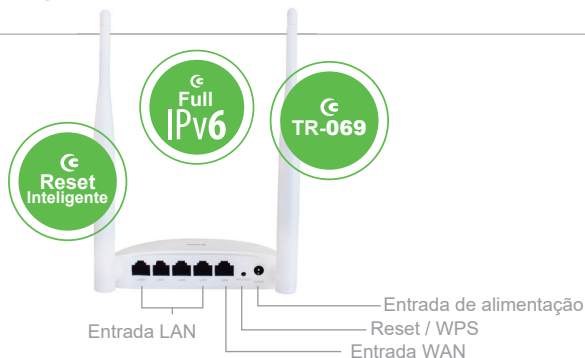 Full
IPv6
TR-069
Reset
Inteligente
Entrada de alimentação
Entrada LAN
Reset / WPS
Entrada WAN